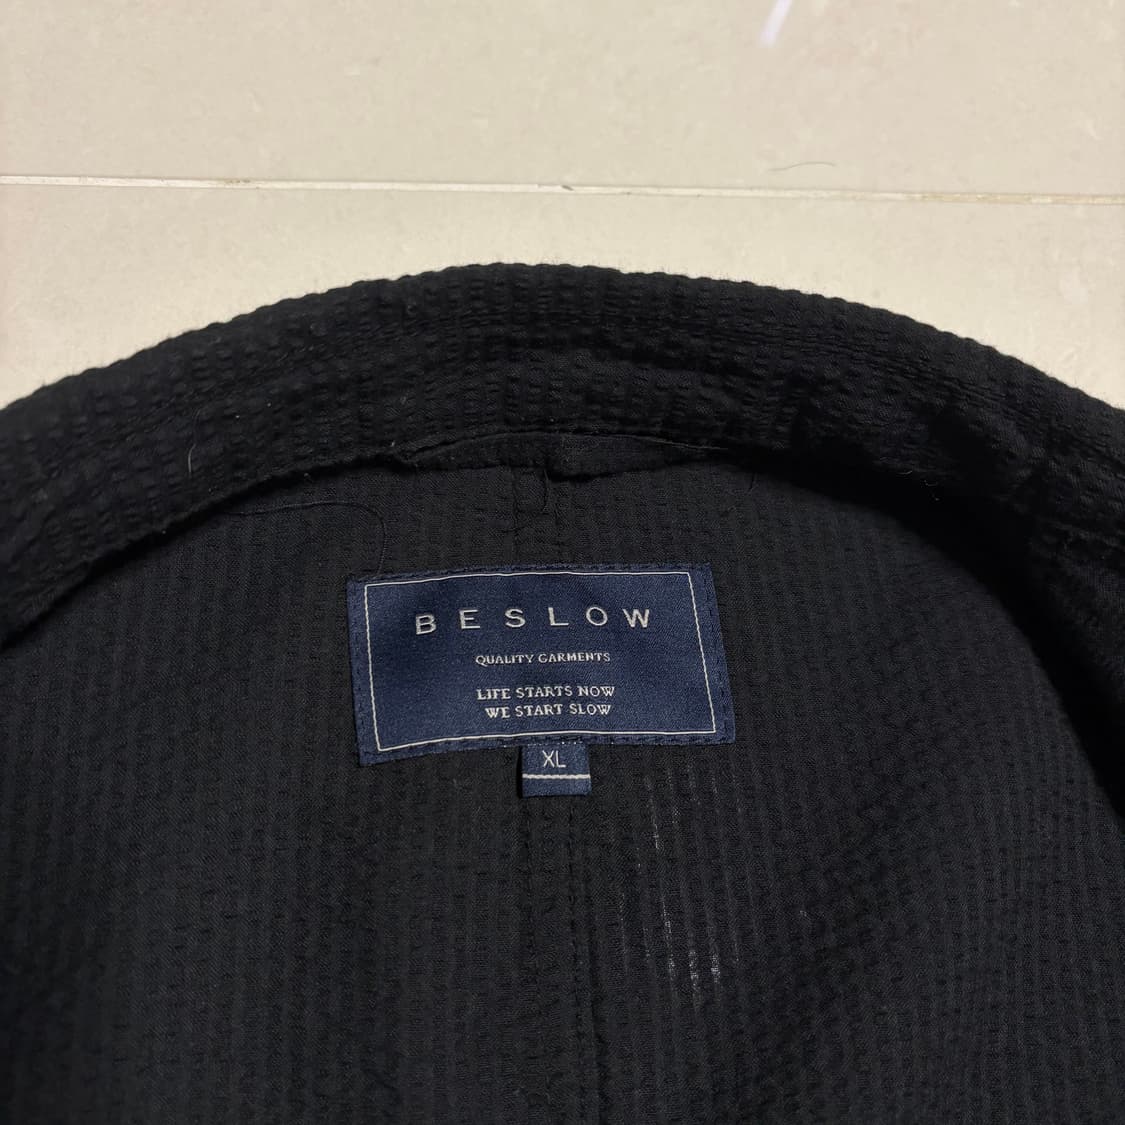 BESLOW
QUALITY GARMENTS
LIFE STARTS NOW
WE START SLOW
XL